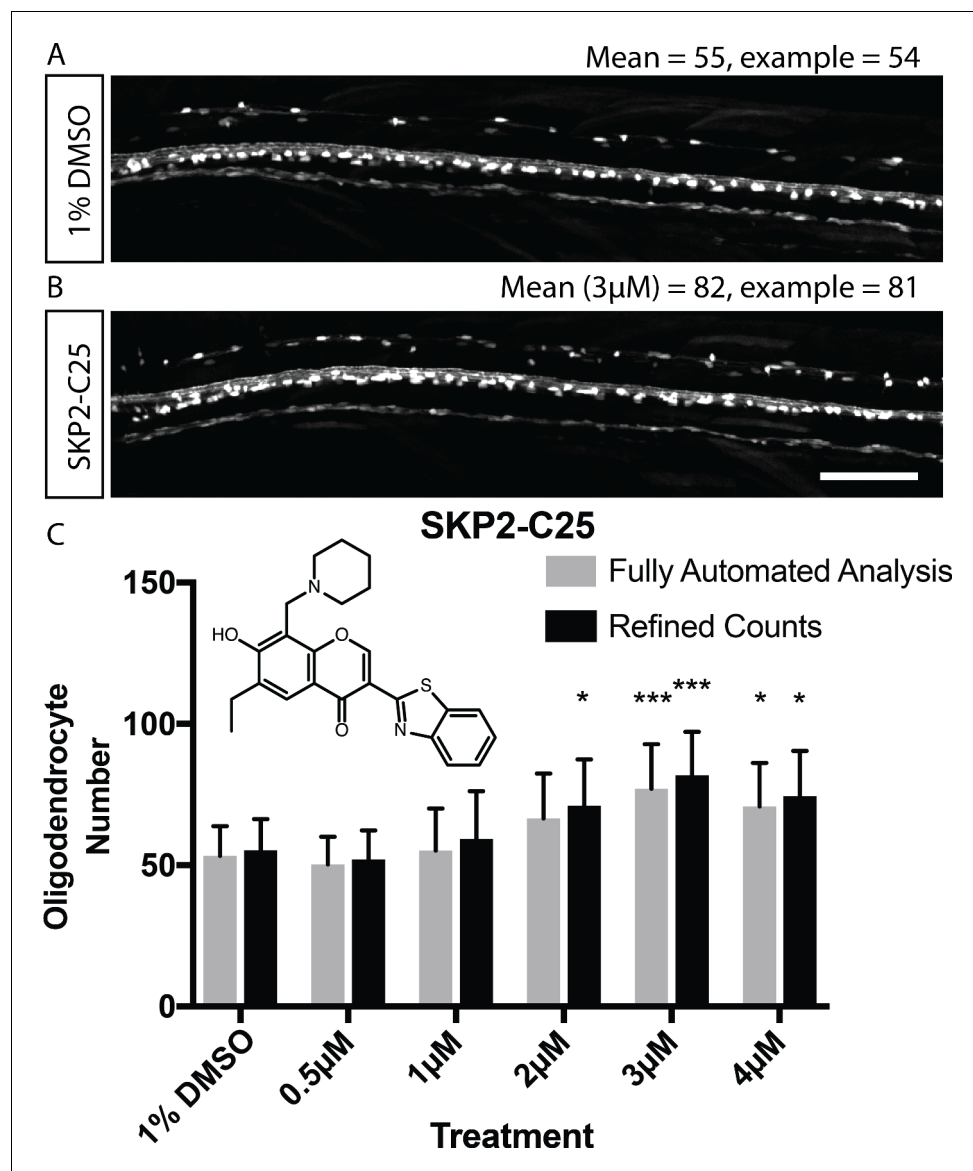 A
Mean = 55, example = 54
1% DMSO
B
Mean (3µM) = 82, example = 81
SKP2-C25
C
SKP2-C25
Fully Automated Analysis
Refined Counts
150
100
50
0
Oligodendrocyte
Number
N
HO
O
O
S
N
*
***
***
*
*
1% DMSO
0.5µM
1µM
2µM
3µM
4µM
Treatment